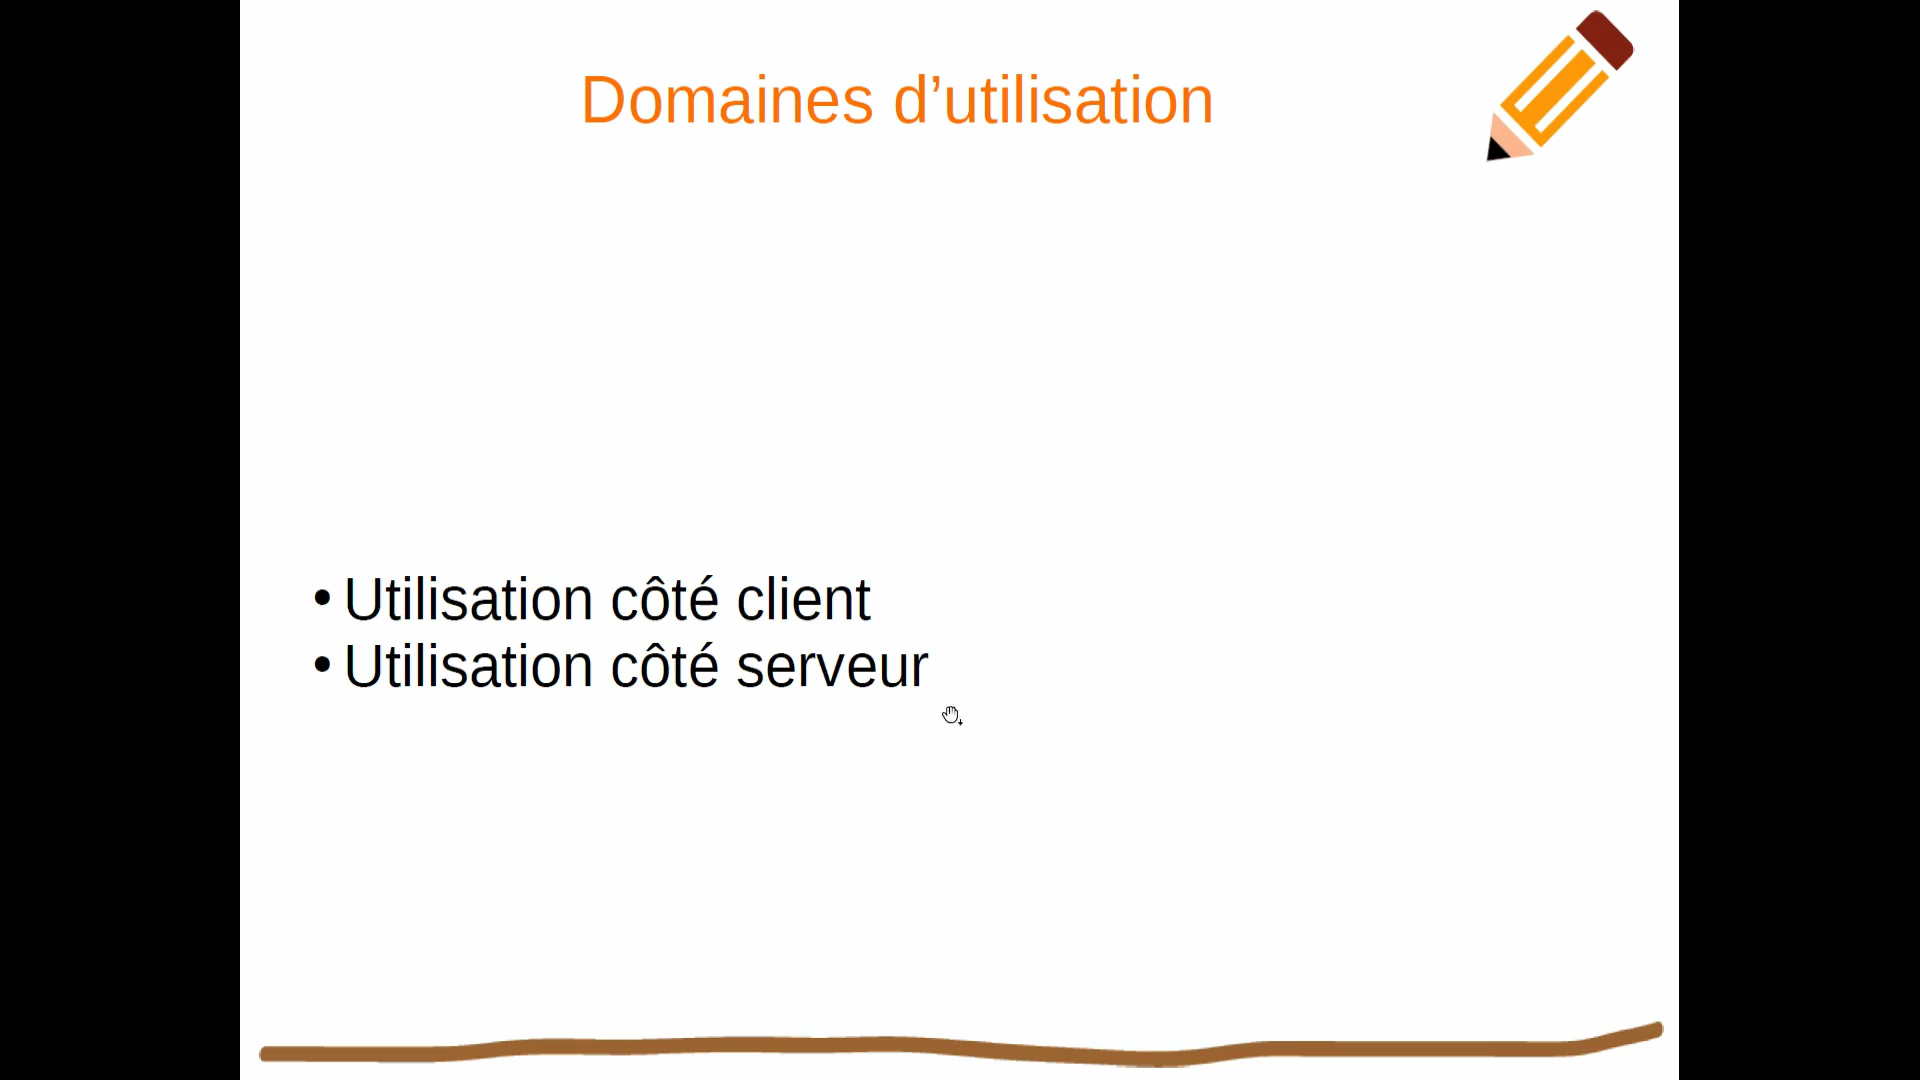 Domaines d’utilisation
• Utilisation côté client
• Utilisation côté serveur